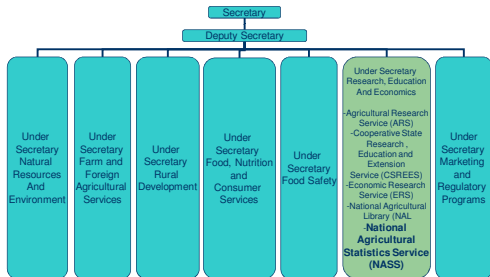 Secretary
Deputy Secretary
Under
Secretary
Natural
Resources
And
Environment
Under
Secretary
Farm and
Foreign
Agricultural
Services
Under
Secretary
Rural
Development
Under
Secretary
Food, Nutrition
and
Consumer
Services
Under
Secretary
Food Safety
Under Secretary
Research, Education
And Economics
-Agricultural Research
Service (ARS)
-Cooperative State
Research ,
Education and
Extension
Service (CSREES)
-Economic Research
Service (ERS)
-National Agricultural
Library (NAL
-National
Agricultural
Statistics Service
(NASS)
Under
Secretary
Marketing
and
Regulatory
Programs